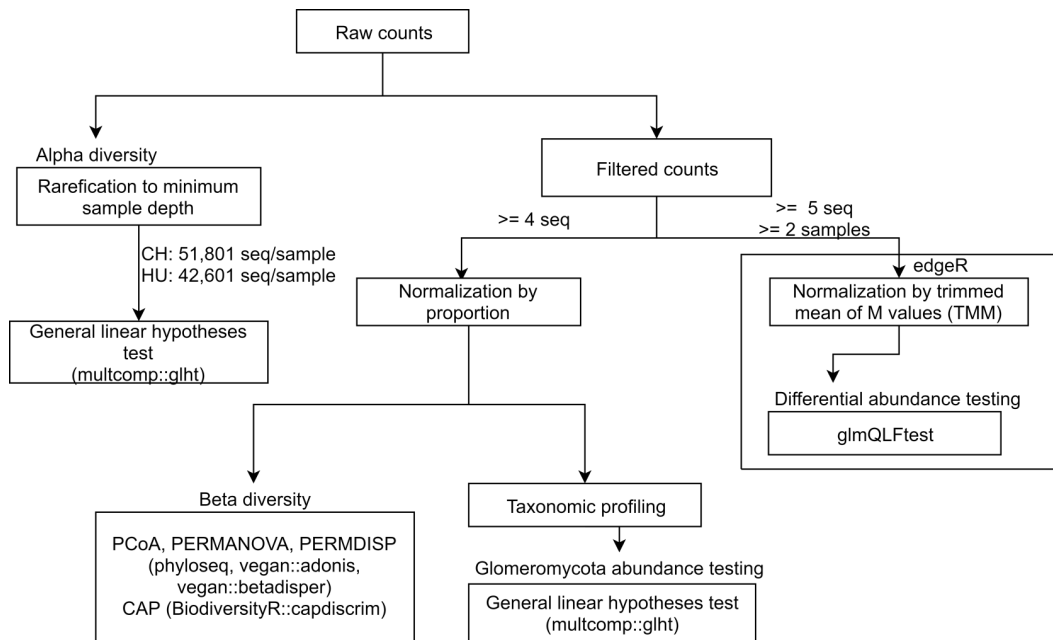 Raw counts
Alpha diversity
Rarefication to minimum
sample depth
CH: 51,801 seq/sample
HU: 42,601 seq/sample
General linear hypotheses
test
(multcomp::glht)
Filtered counts
>= 4 seq
>=  5 seq
>= 2 samples
Normalization by
proportion
edgeR
Normalization by trimmed
mean of M values (TMM)
Differential abundance testing
glmQLFtest
Beta diversity
PCoA, PERMANOVA, PERMDISP
(phyloseq, vegan::adonis,
vegan::betadisper)
CAP (BiodiversityR::capdiscrim)
Taxonomic profiling
Glomeromycota abundance testing
General linear hypotheses test
(multcomp::glht)